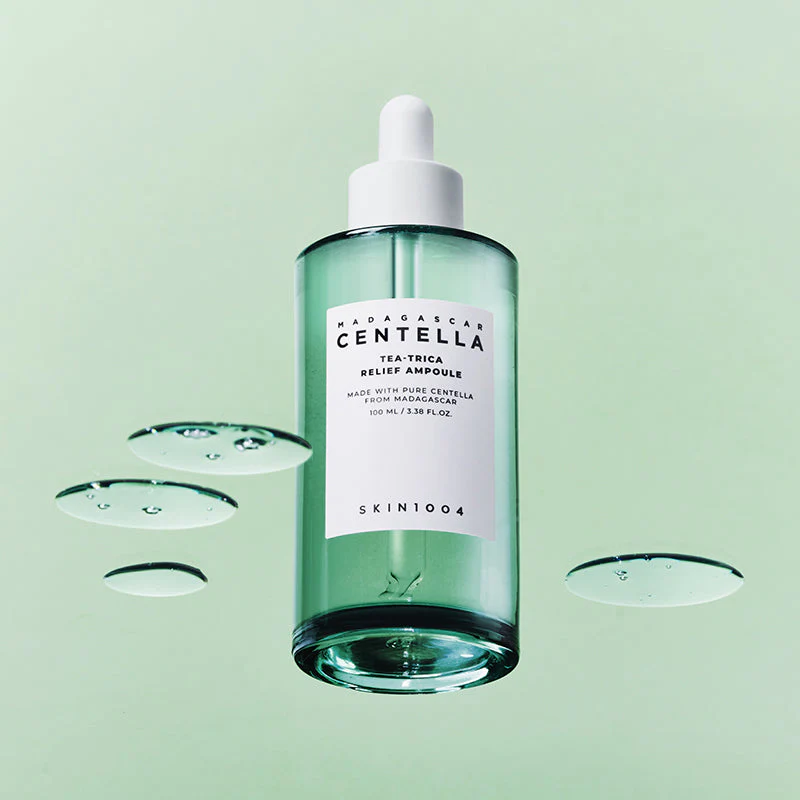 MADAGASCAR
CENTELLA
TEA-TRICA
RELIEF AMPOULE
MADE WITH PURE CENTELLA
FROM MADAGASCAR
100 ML / 3.38 FL.OZ.
SKIN1004